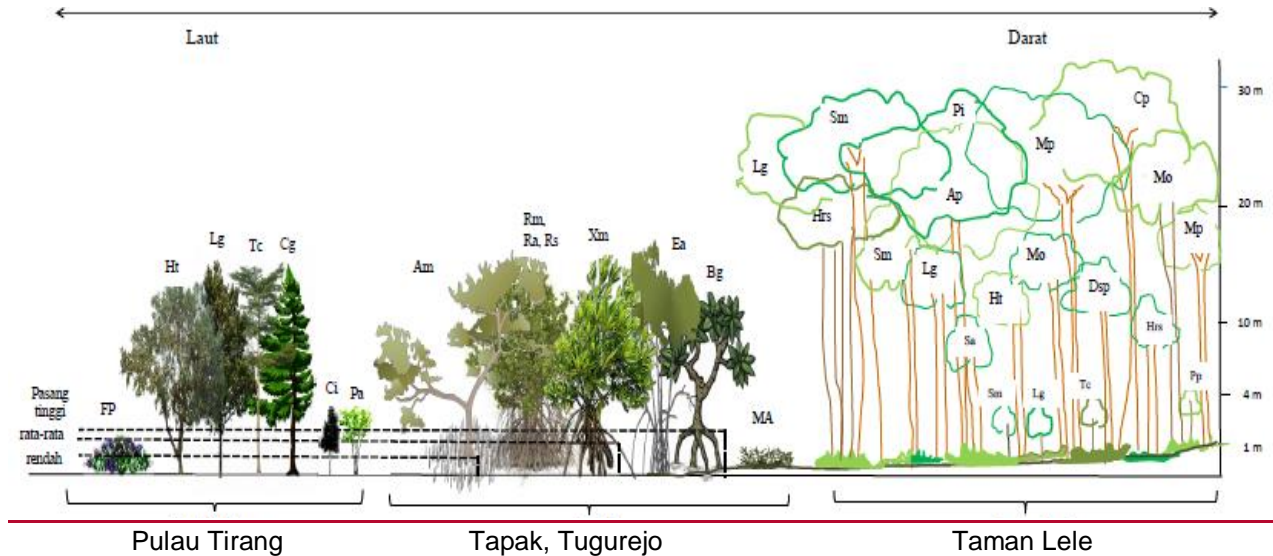 Laut Darat
30 m
Cp
Sm Pi
Mp
Lg Mo
Ap
20 m
Hrs
Rm,
Ra, Rs
Xm Ea
Lg Tc Cg
Mp
Am Bg
Ht
Sm Lg Mo
Ht Dsp
10 m
Hrs
Sa
Pasang
tinggi
FP Ci Pa
Sm Lg Tc Pp
4 m
MA
rata-rata
rendah
1 m
Pulau Tirang Tapak, Tugurejo Taman Lele